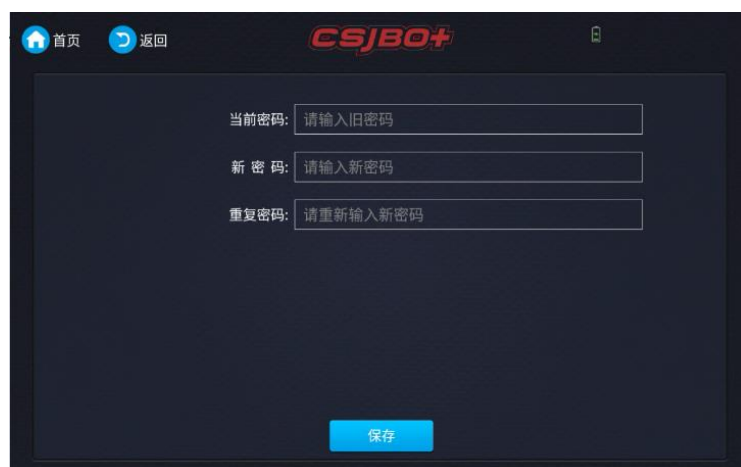 首页 返回 CSJBO+
当前密码: 请输入旧密码
新 密 码: 请输入新密码
重复密码: 请重新输入新密码
保存